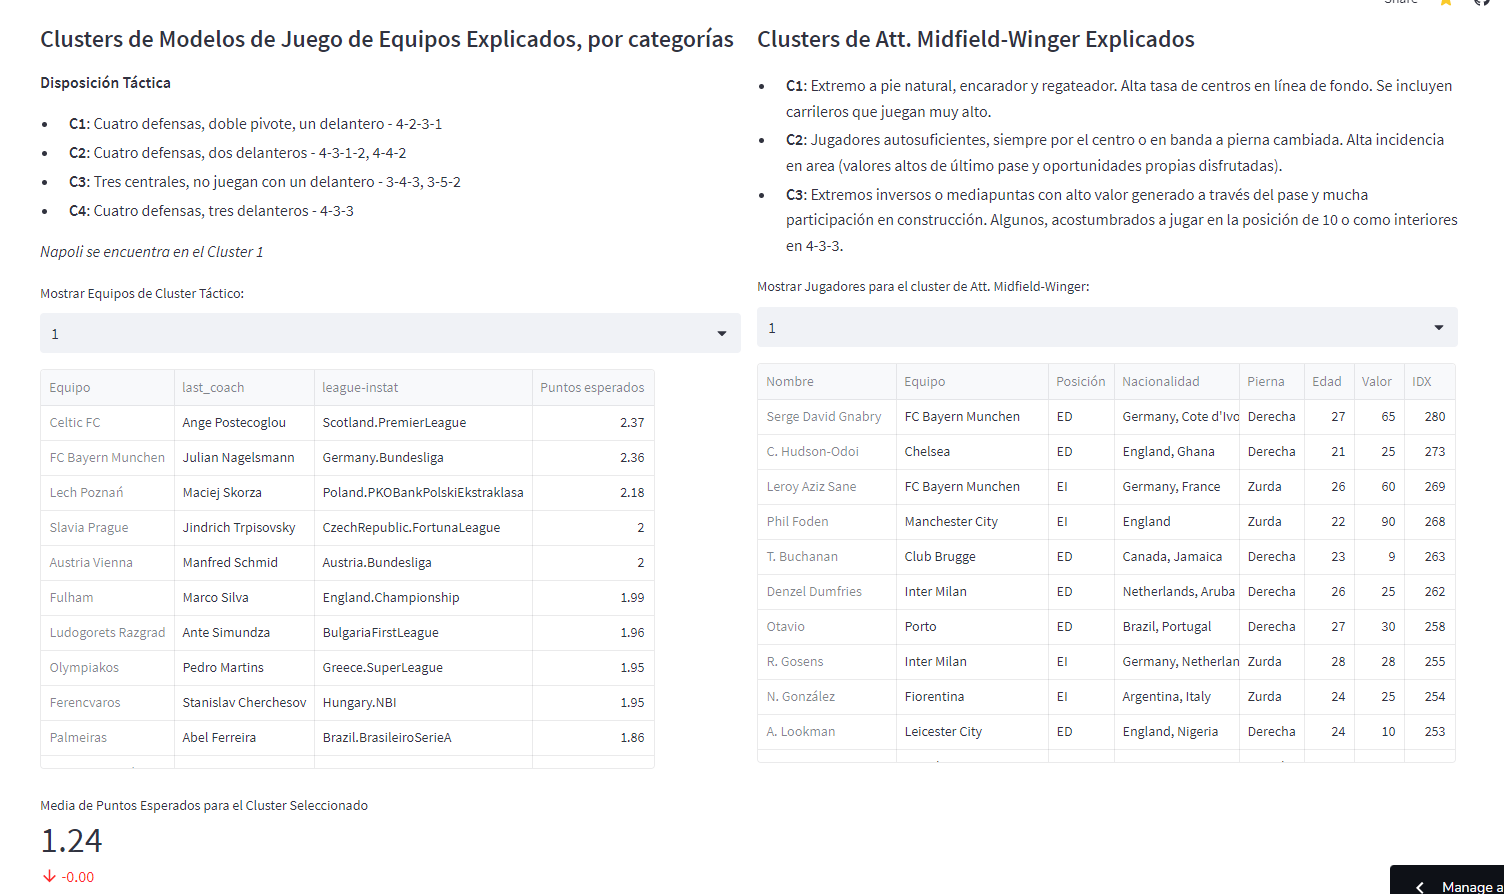 Share
Clusters de Modelos de Juego de Equipos Explicados, por categorías
Disposición Táctica
C1: Cuatro defensas, doble pivote, un delantero - 4-2-3-1
C2: Cuatro defensas, dos delanteros - 4-3-1-2, 4-4-2
C3: Tres centrales, no juegan con un delantero - 3-4-3, 3-5-2
C4: Cuatro defensas, tres delanteros - 4-3-3
Napoli se encuentra en el Cluster 1
Mostrar Equipos de Cluster Táctico:
1
Equipo last_coach league-instat Puntos esperados
Celtic FC Ange Postecoglou Scotland.PremierLeague 2.37
FC Bayern Munchen Julian Nagelsmann Germany.Bundesliga 2.36
Lech Poznań Maciej Skorza Poland.PKOBankPolskiEkstraklasa 2.18
Slavia Prague Jindrich Trpisovsky CzechRepublic.FortunaLeague 2
Austria Vienna Manfred Schmid Austria.Bundesliga 2
Fulham Marco Silva England.Championship 1.99
Ludogorets Razgrad Ante Simundza BulgariaFirstLeague 1.96
Olympiakos Pedro Martins Greece.SuperLeague 1.95
Ferencvaros Stanislav Cherchesov Hungary.NBI 1.95
Palmeiras Abel Ferreira Brazil.BrasileiroSerieA 1.86
Media de Puntos Esperados para el Cluster Seleccionado
1.24
-0.00
Clusters de Att. Midfield-Winger Explicados
C1: Extremo a pie natural, encarador y regateador. Alta tasa de centros en línea de fondo. Se incluyen
carrileros que juegan muy alto.
C2: Jugadores autosuficientes, siempre por el centro o en banda a pierna cambiada. Alta incidencia
en area (valores altos de último pase y oportunidades propias disfrutadas).
C3: Extremos inversos o mediapuntas con alto valor generado a través del pase y mucha
participación en construcción. Algunos, acostumbrados a jugar en la posición de 10 o como interiores
en 4-3-3.
Mostrar Jugadores para el cluster de Att. Midfield-Winger:
1
Nombre Equipo Posición Nacionalidad Pierna Edad Valor IDX
Serge David Gnabry FC Bayern Munchen ED Germany, Cote d'Ivo Derecha 27 65 280
C. Hudson-Odoi Chelsea ED England, Ghana Derecha 21 25 273
Leroy Aziz Sane FC Bayern Munchen EI Germany, France Zurda 26 60 269
Phil Foden Manchester City EI England Zurda 22 90 268
T. Buchanan Club Brugge ED Canada, Jamaica Derecha 23 9 263
Denzel Dumfries Inter Milan ED Netherlands, Aruba Derecha 26 25 262
Otavio Porto ED Brazil, Portugal Derecha 27 30 258
R. Gosens Inter Milan EI Germany, Netherlan Zurda 28 28 255
N. González Fiorentina EI Argentina, Italy Zurda 24 25 254
A. Lookman Leicester City ED England, Nigeria Derecha 24 10 253
Manage a